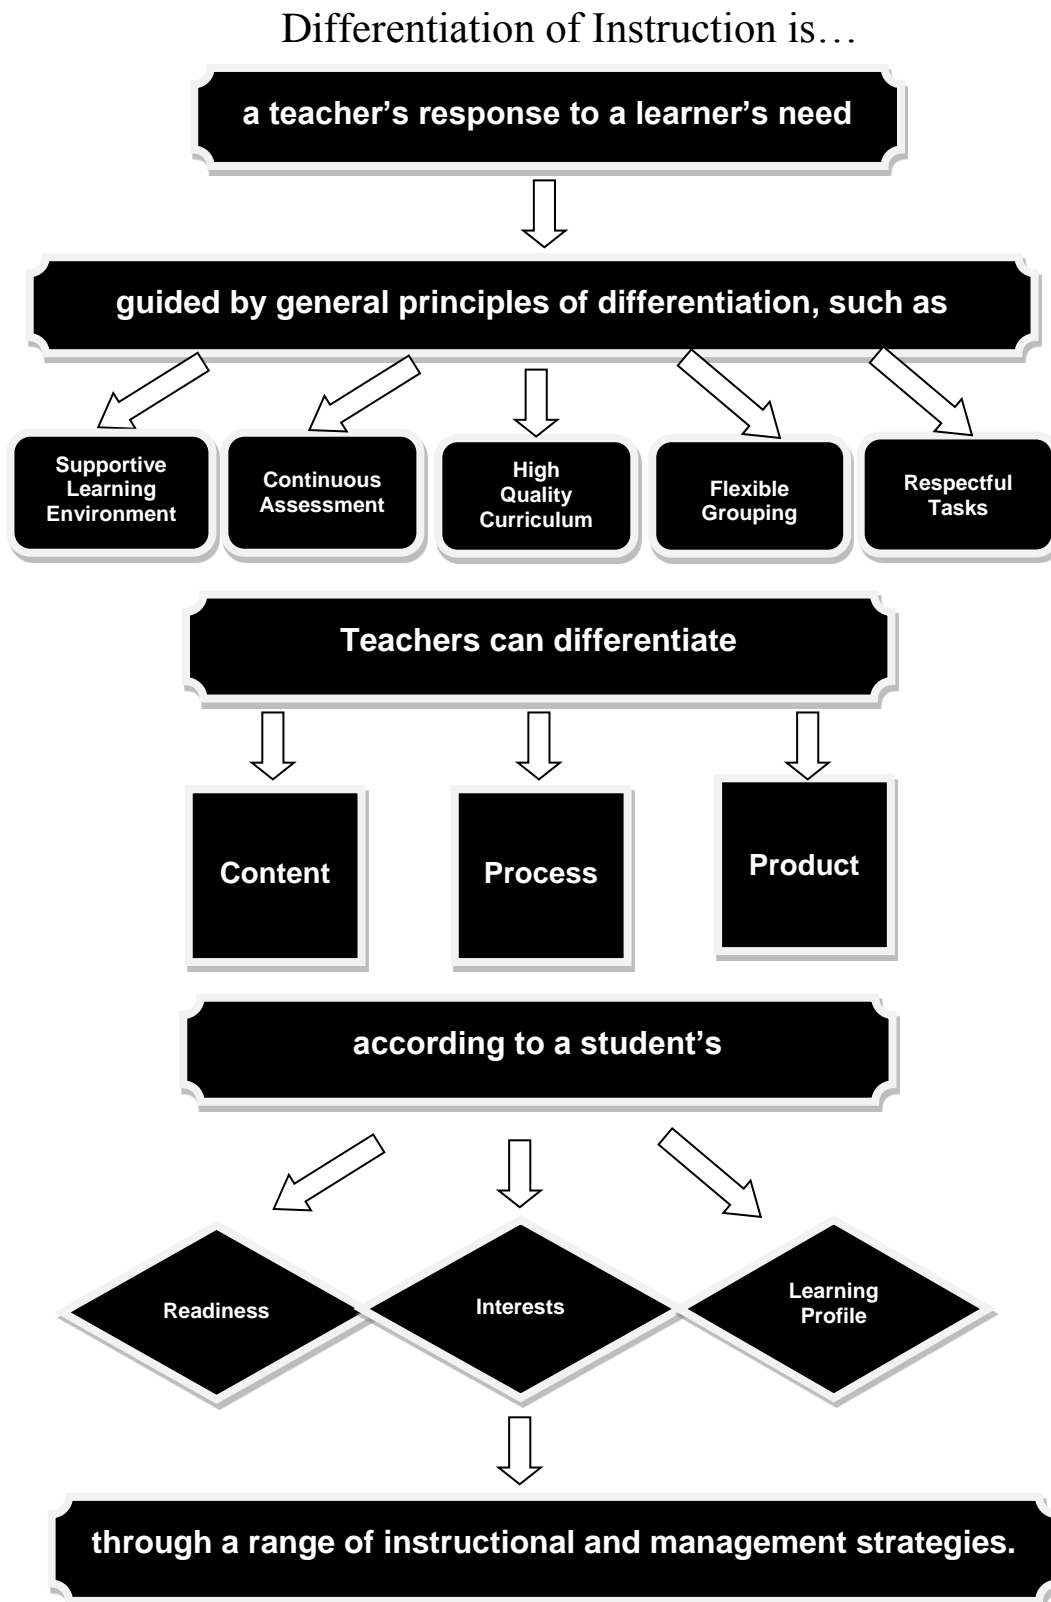 Differentiation of Instruction is…
a teacher’s response to a learner’s need
guided by general principles of differentiation, such as
Supportive
Learning
Environment
Continuous
Assessment
High
Quality
Curriculum
Flexible
Grouping
Respectful
Tasks
Teachers can differentiate
Content
Process
Product
according to a student’s
Readiness
Interests
Learning
Profile
through a range of instructional and management strategies.